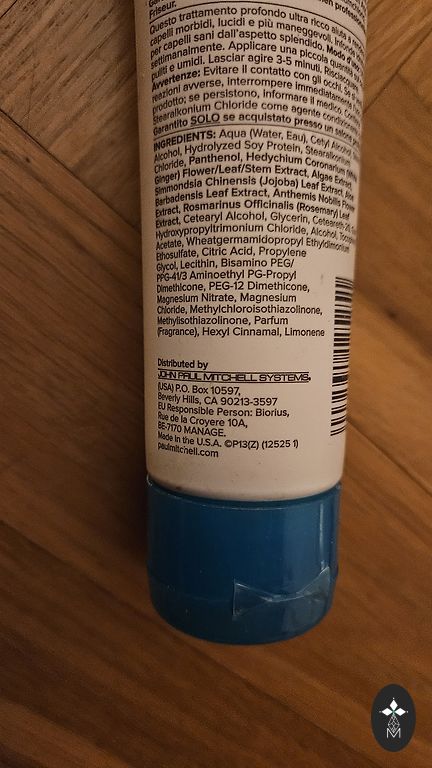 Friseur.
Questo trattamento profondo ultra ricco aiuta a
capelli morbidi, lucidi e più maneggevoli.
per capelli sani dall'aspetto splendido.
settimanalmente. Applicare una piccola quantità
puliti e umidi. Lasciar agire 3-5 minuti.
Avvertenze: Evitare il contatto con gli occhi. Se
reazioni avverse, interrompere immediatamente
prodotto; se persistono, informare il medico.
Stearalkonium Chloride come agente
Garantito SOLO se acquistato presso un salone
INGREDIENTS: Aqua (Water, Eau), Cetyl Alcohol,
Alcohol, Hydrolyzed Soy Protein, Stearalkonium
Chloride, Panthenol, Hedychium Coronarium (White
Ginger) Flower/Leaf/Stem Extract, Algae Extract,
Simmondsia Chinensis (Jojoba) Leaf Extract, Aloe
Barbadensis Leaf Extract, Anthemis Nobilis Flower
Extract, Rosmarinus Officinalis (Rosemary) Leaf
Extract, Cetearyl Alcohol, Glycerin, Ceteareth-20,
Hydroxypropyltrimonium Chloride, Alcohol,
Acetate, Wheatgermamidopropyl Ethyldimonium
Ethosulfate, Citric Acid, Propylene
Glycol, Lecithin, Bisamino PEG/
PPG-41/3 Aminoethyl PG-Propyl
Dimethicone, PEG-12 Dimethicone,
Magnesium Nitrate, Magnesium
Chloride, Methylchloroisothiazolinone,
Methylisothiazolinone, Parfum
(Fragrance), Hexyl Cinnamal, Limonene
Distributed by
JOHN PAUL MITCHELL SYSTEMS,
(USA) P.O. Box 10597,
Beverly Hills, CA 90213-3597
EU Responsible Person: Biorius,
Rue de la Croyere 10A,
BE-7170 MANAGE.
Made in the U.S.A. ©P13(Z) (12525 1)
paulmitchell.com
M